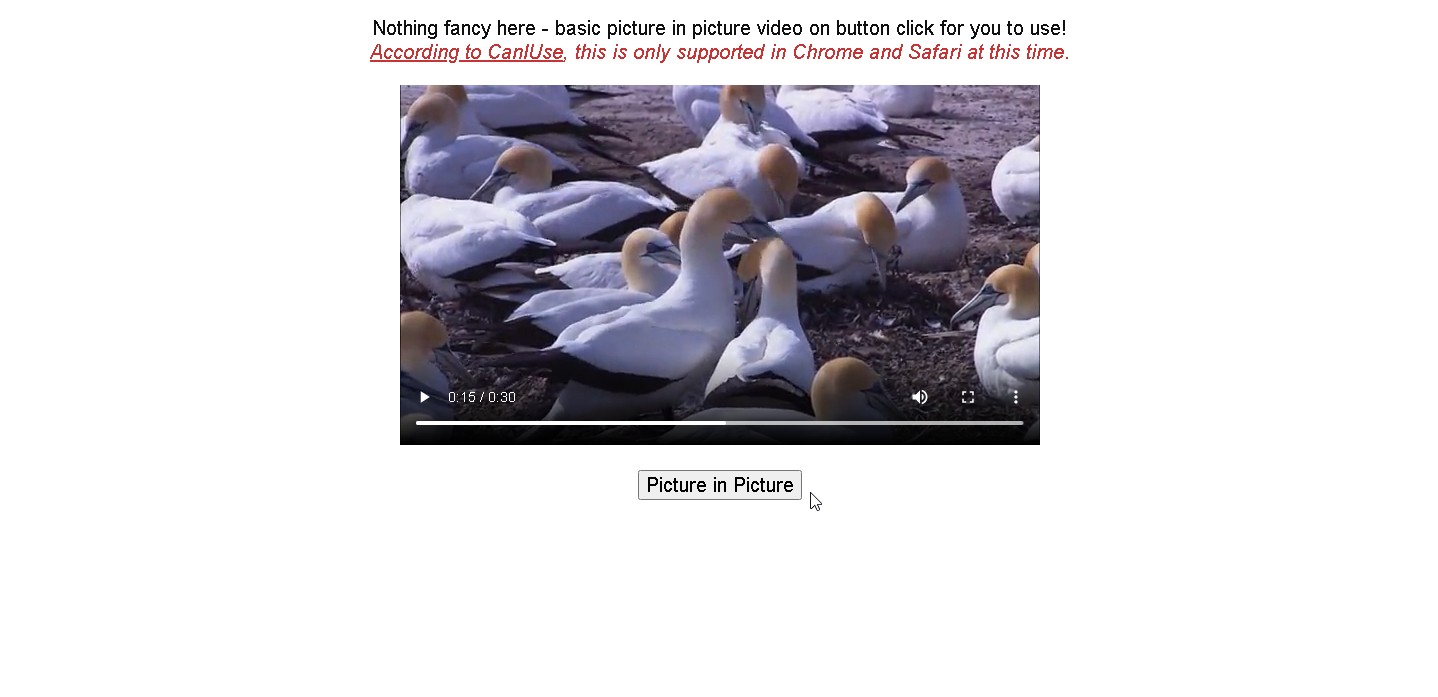 Nothing fancy here - basic picture in picture video on button click for you to use!
According to CanIUse, this is only supported in Chrome and Safari at this time.
0:15 / 0:30
Picture in Picture